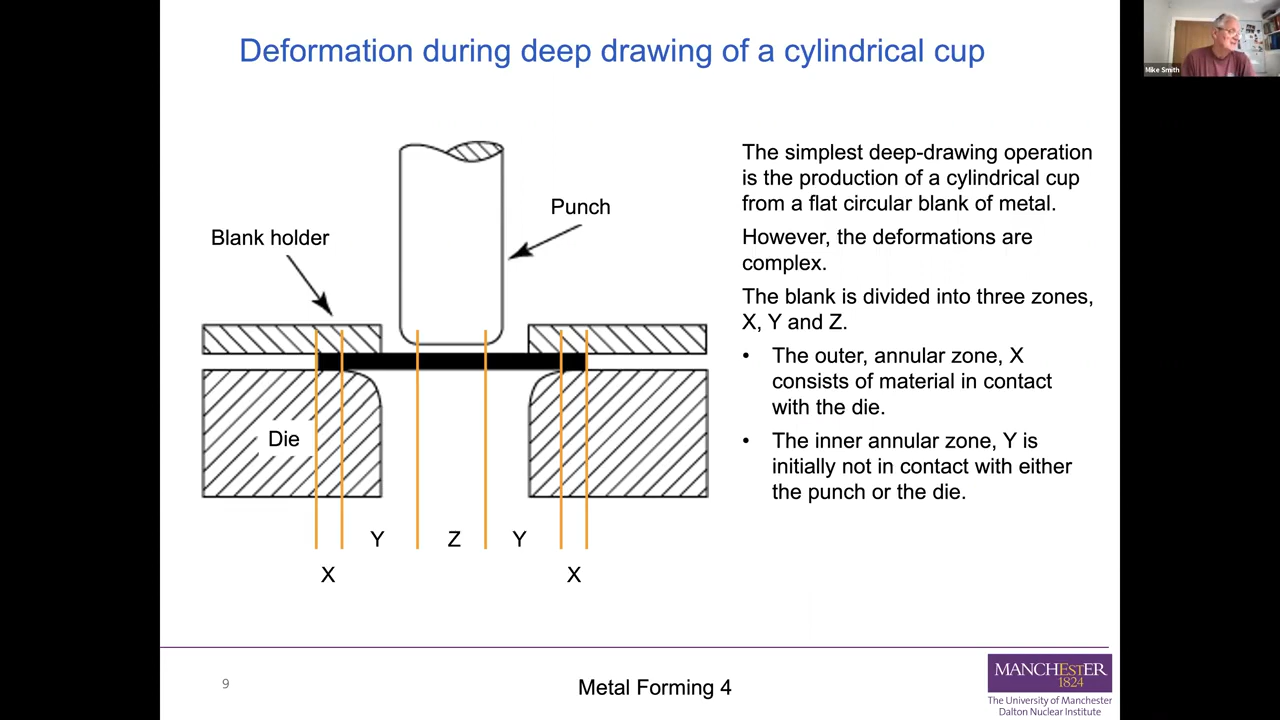 Deformation during deep drawing of a cylindrical cup
Mike Smith
Punch
Blank holder
Die
Y
Z
Y
X
X
The simplest deep-drawing operation
is the production of a cylindrical cup
from a flat circular blank of metal.
However, the deformations are
complex.
The blank is divided into three zones,
X, Y and Z.
• The outer, annular zone, X
consists of material in contact
with the die.
• The inner annular zone, Y is
initially not in contact with either
the punch or the die.
9
Metal Forming 4
MANCHESTER
1824
The University of Manchester
Dalton Nuclear Institute